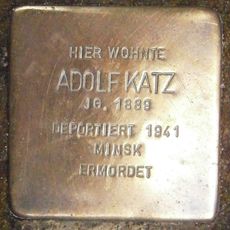 HIER WOHNTE
ADOLF KATZ
JG. 1889
DEPORTIERT 1941
MINSK
ERMORDET